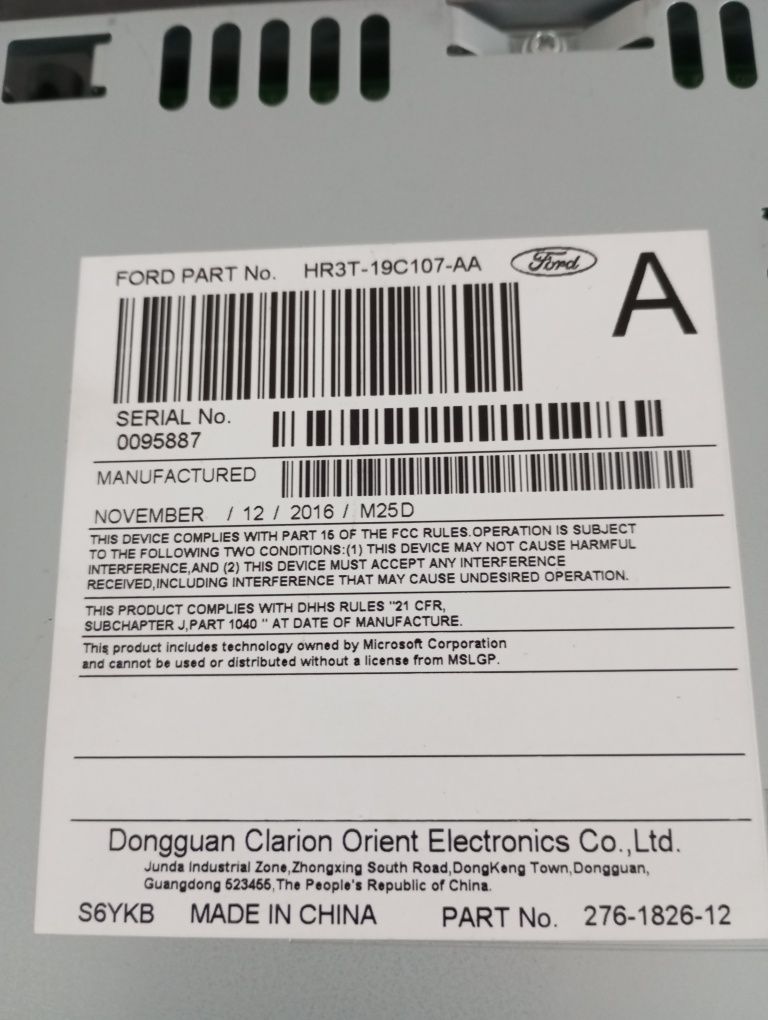 FORD PART No. HR3T-19C107-AA Ford A
SERIAL No.
0095887
MANUFACTURED
NOVEMBER / 12 / 2016 / M25D
THIS DEVICE COMPLIES WITH PART 15 OF THE FCC RULES.OPERATION IS SUBJECT
TO THE FOLLOWING TWO CONDITIONS:(1) THIS DEVICE MAY NOT CAUSE HARMFUL
INTERFERENCE,AND (2) THIS DEVICE MUST ACCEPT ANY INTERFERENCE
RECEIVED,INCLUDING INTERFERENCE THAT MAY CAUSE UNDESIRED OPERATION.
THIS PRODUCT COMPLIES WITH DHHS RULES "21 CFR,
SUBCHAPTER J,PART 1040 " AT DATE OF MANUFACTURE.
This product includes technology owned by Microsoft Corporation
and cannot be used or distributed without a license from MSLGP.
Dongguan Clarion Orient Electronics Co.,Ltd.
Junda Industrial Zone,Zhongxing South Road,DongKeng Town,Dongguan,
Guangdong 523455,The People's Republic of China.
S6YKB MADE IN CHINA PART No. 276-1826-12